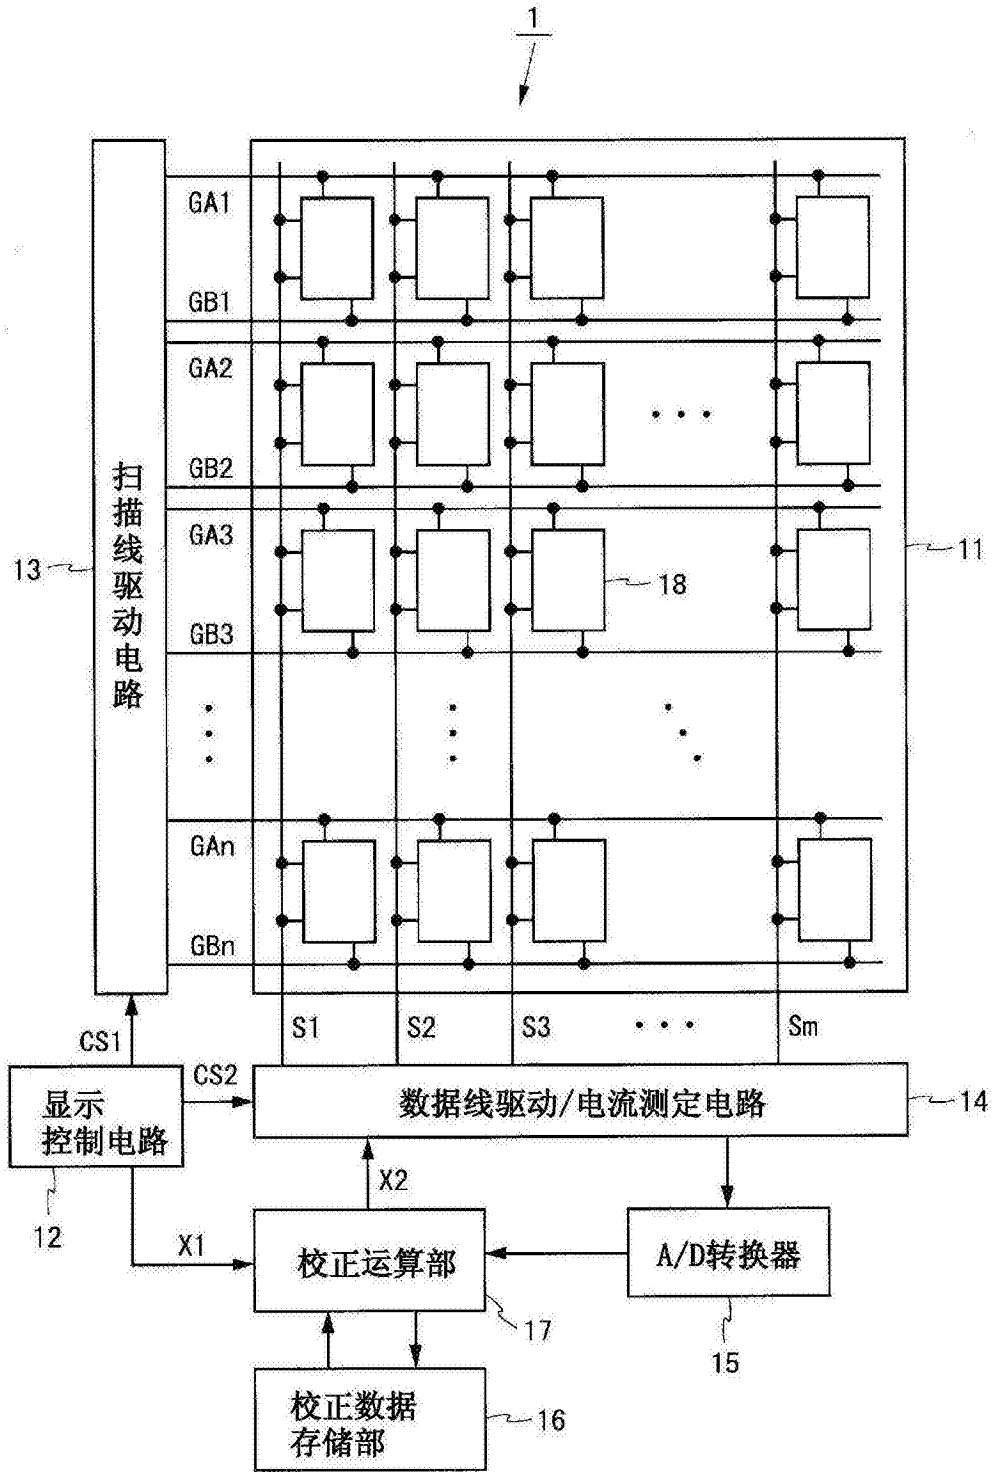 1
GA1
GB1
GA2
GB2
GA3
GB3
GAn
GBn
扫描线驱动电路
13
11
18
S1
S2
S3
Sm
CS1
CS2
显示
控制电路
12
数据线驱动/电流测定电路
14
X2
X1
校正运算部
17
A/D转换器
15
校正数据
存储部
16